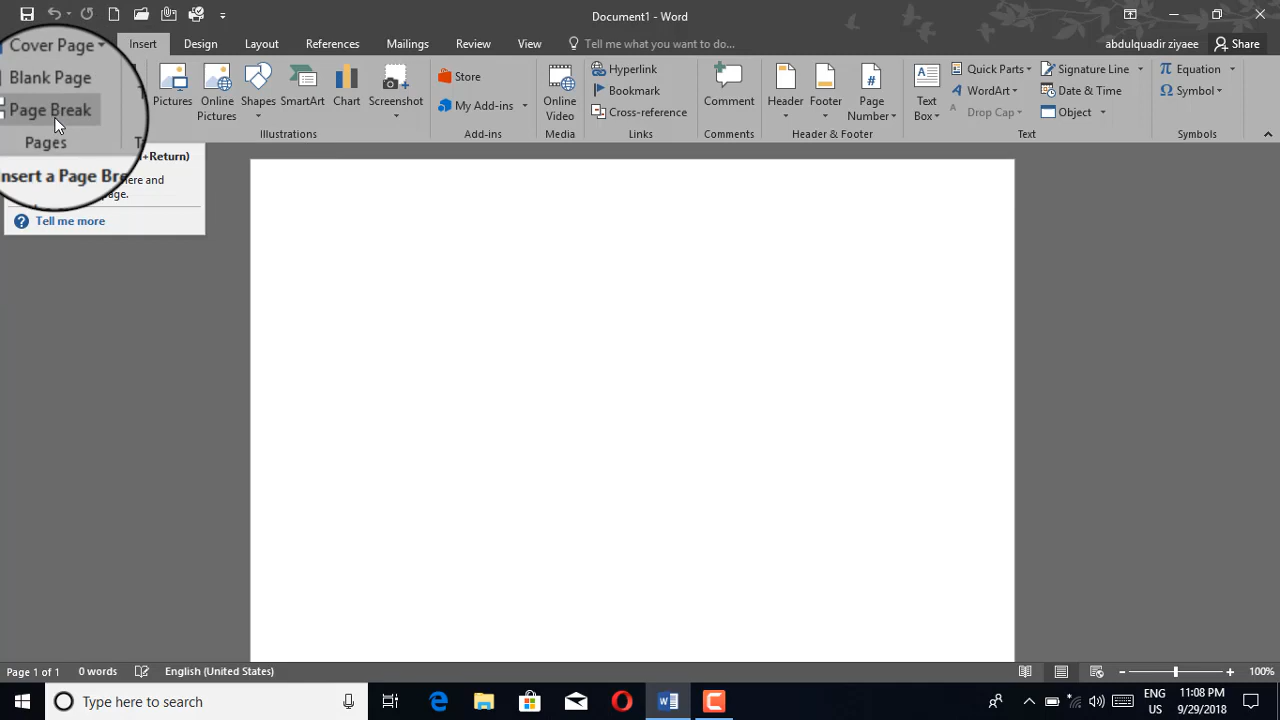 Document1 - Word
Cover Page
Insert
Design
Layout
References
Mailings
Review
View
Tell me what you want to do...
abdulquadir ziyaee
Share
Blank Page
Page Break
Pages
Pictures
Online Pictures
Shapes
SmartArt
Chart
Screenshot
Illustrations
Store
My Add-ins
Add-ins
Online Video
Media
Hyperlink
Bookmark
Cross-reference
Links
Comment
Comments
Header
Footer
Page Number
Header & Footer
Text Box
Quick Parts
WordArt
Drop Cap
Signature Line
Date & Time
Object
Text
Equation
Symbol
Symbols
+Return)
nsert a Page Bre
ere and
page.
Tell me more
Page 1 of 1
0 words
English (United States)
100%
Type here to search
ENG
US
11:08 PM
9/29/2018